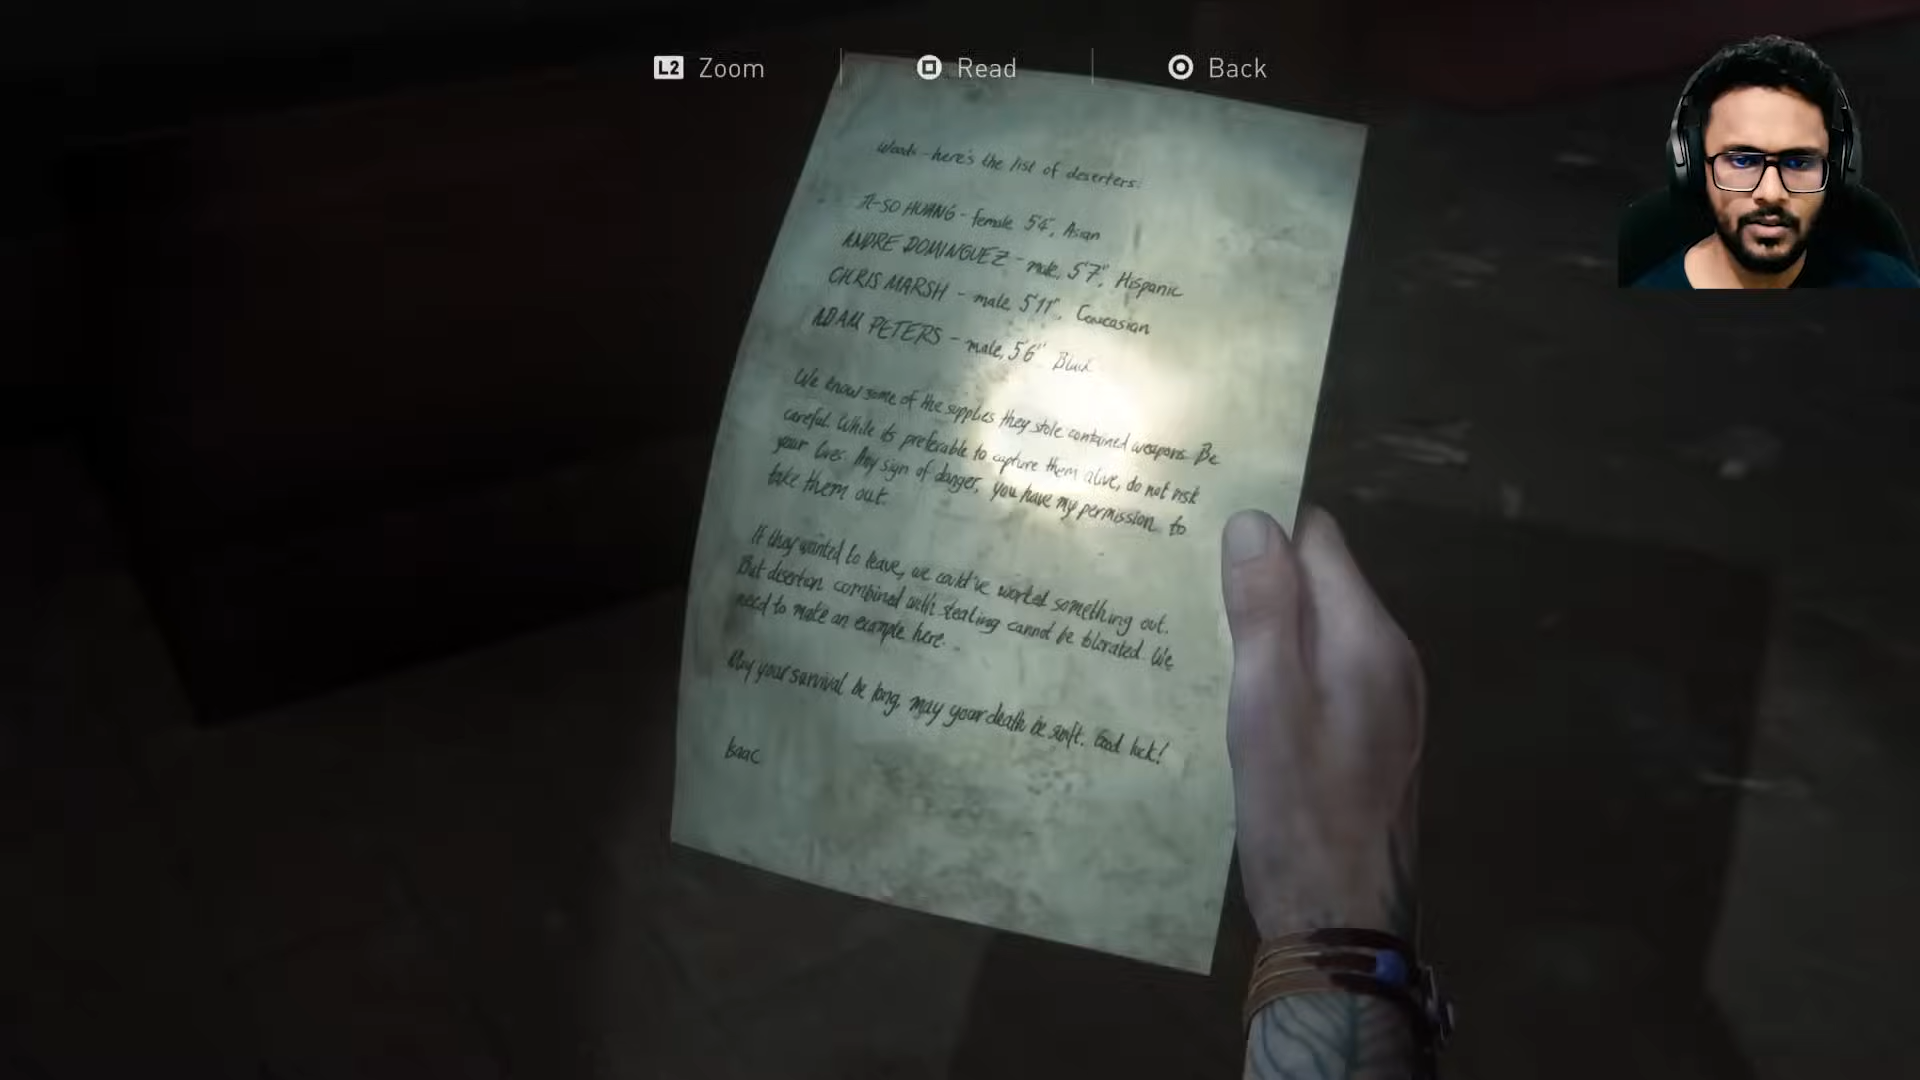 L2 Zoom
Read
Back
Woods - here's the list of deserters:
JI-SO HUANG - female 5'4", Asian
ANDRE DOMINGUEZ - male, 5'7", Hispanic
CHRIS MARSH - male, 5'11", Caucasian
ADAM PETERS - male, 5'6" Black
We know some of the supplies they stole contained weapons. Be
careful. While its preferable to capture them alive, do not risk
your lives. Any sign of danger, you have my permission to
take them out.
If they wanted to leave, we could've worked something out.
But desertion combined with stealing cannot be tolerated. We
need to make an example here.
May your survival be long, may your death be swift. Good luck!
Isaac